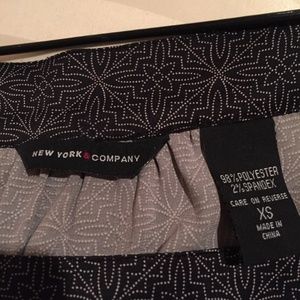 NEW YORK & COMPANY
98% POLYESTER
2% SPANDEX
CARE ON REVERSE
XS
MADE IN
CHINA